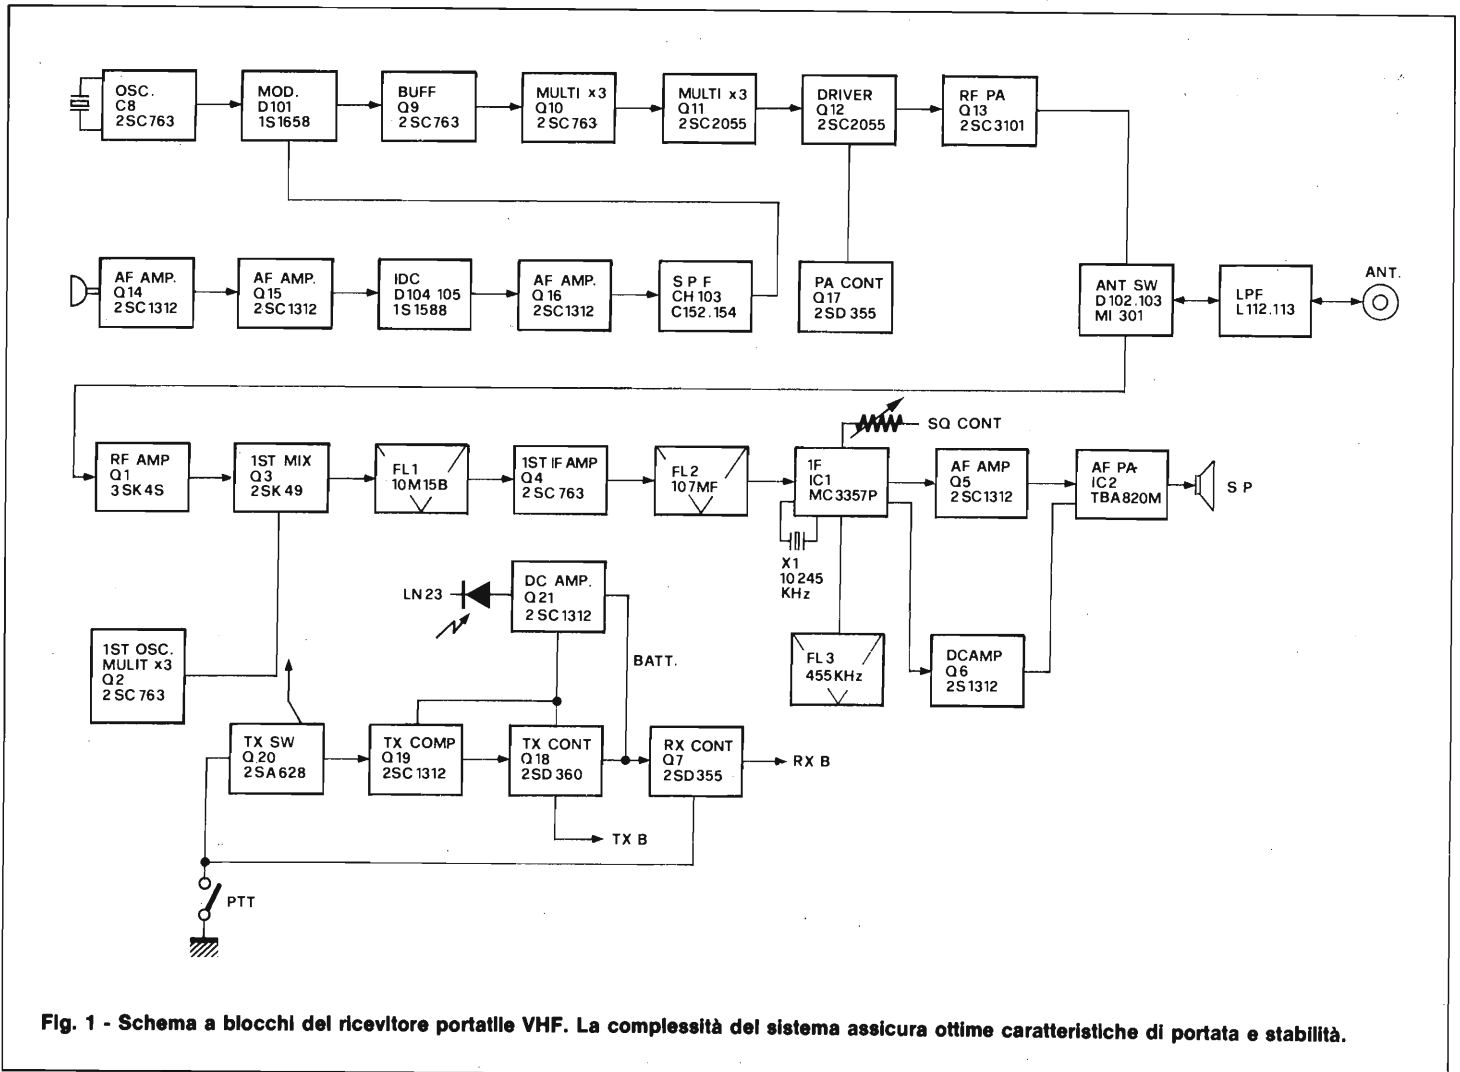 OSC.
C8
2SC763
MOD.
D101
1S1658
BUFF
Q9
2SC763
MULTI x3
Q10
2SC763
MULTI x3
Q11
2SC2055
DRIVER
Q12
2SC2055
RF PA
Q13
2SC3101
AF AMP.
Q14
2SC1312
AF AMP.
Q15
2SC1312
IDC
D104 105
1S1588
AF AMP.
Q16
2SC1312
SPF
CH103
C152.154
PA CONT
Q17
2SD 355
ANT SW
D102.103
MI 301
LPF
L112.113
ANT.
RF AMP
Q1
3SK4S
1ST MIX
Q3
2SK49
FL1
10M15B
1ST IF AMP
Q4
2SC763
FL2
107MF
1F
IC1
MC3357P
SQ CONT
AF AMP
Q5
2SC1312
AF PA
IC2
TBA820M
SP
X1
10245
KHz
LN23
DC AMP.
Q21
2SC1312
BATT.
1ST OSC.
MULIT x3
Q2
2SC763
FL3
455KHz
DCAMP
Q6
2S1312
TX SW
Q.20
2SA628
TX COMP
Q19
2SC1312
TX CONT
Q18
2SD360
RX CONT
Q7
2SD355
RX B
TX B
PTT
Fig. 1 - Schema a blocchi del ricevitore portatile VHF. La complessità del sistema assicura ottime caratteristiche di portata e stabilità.